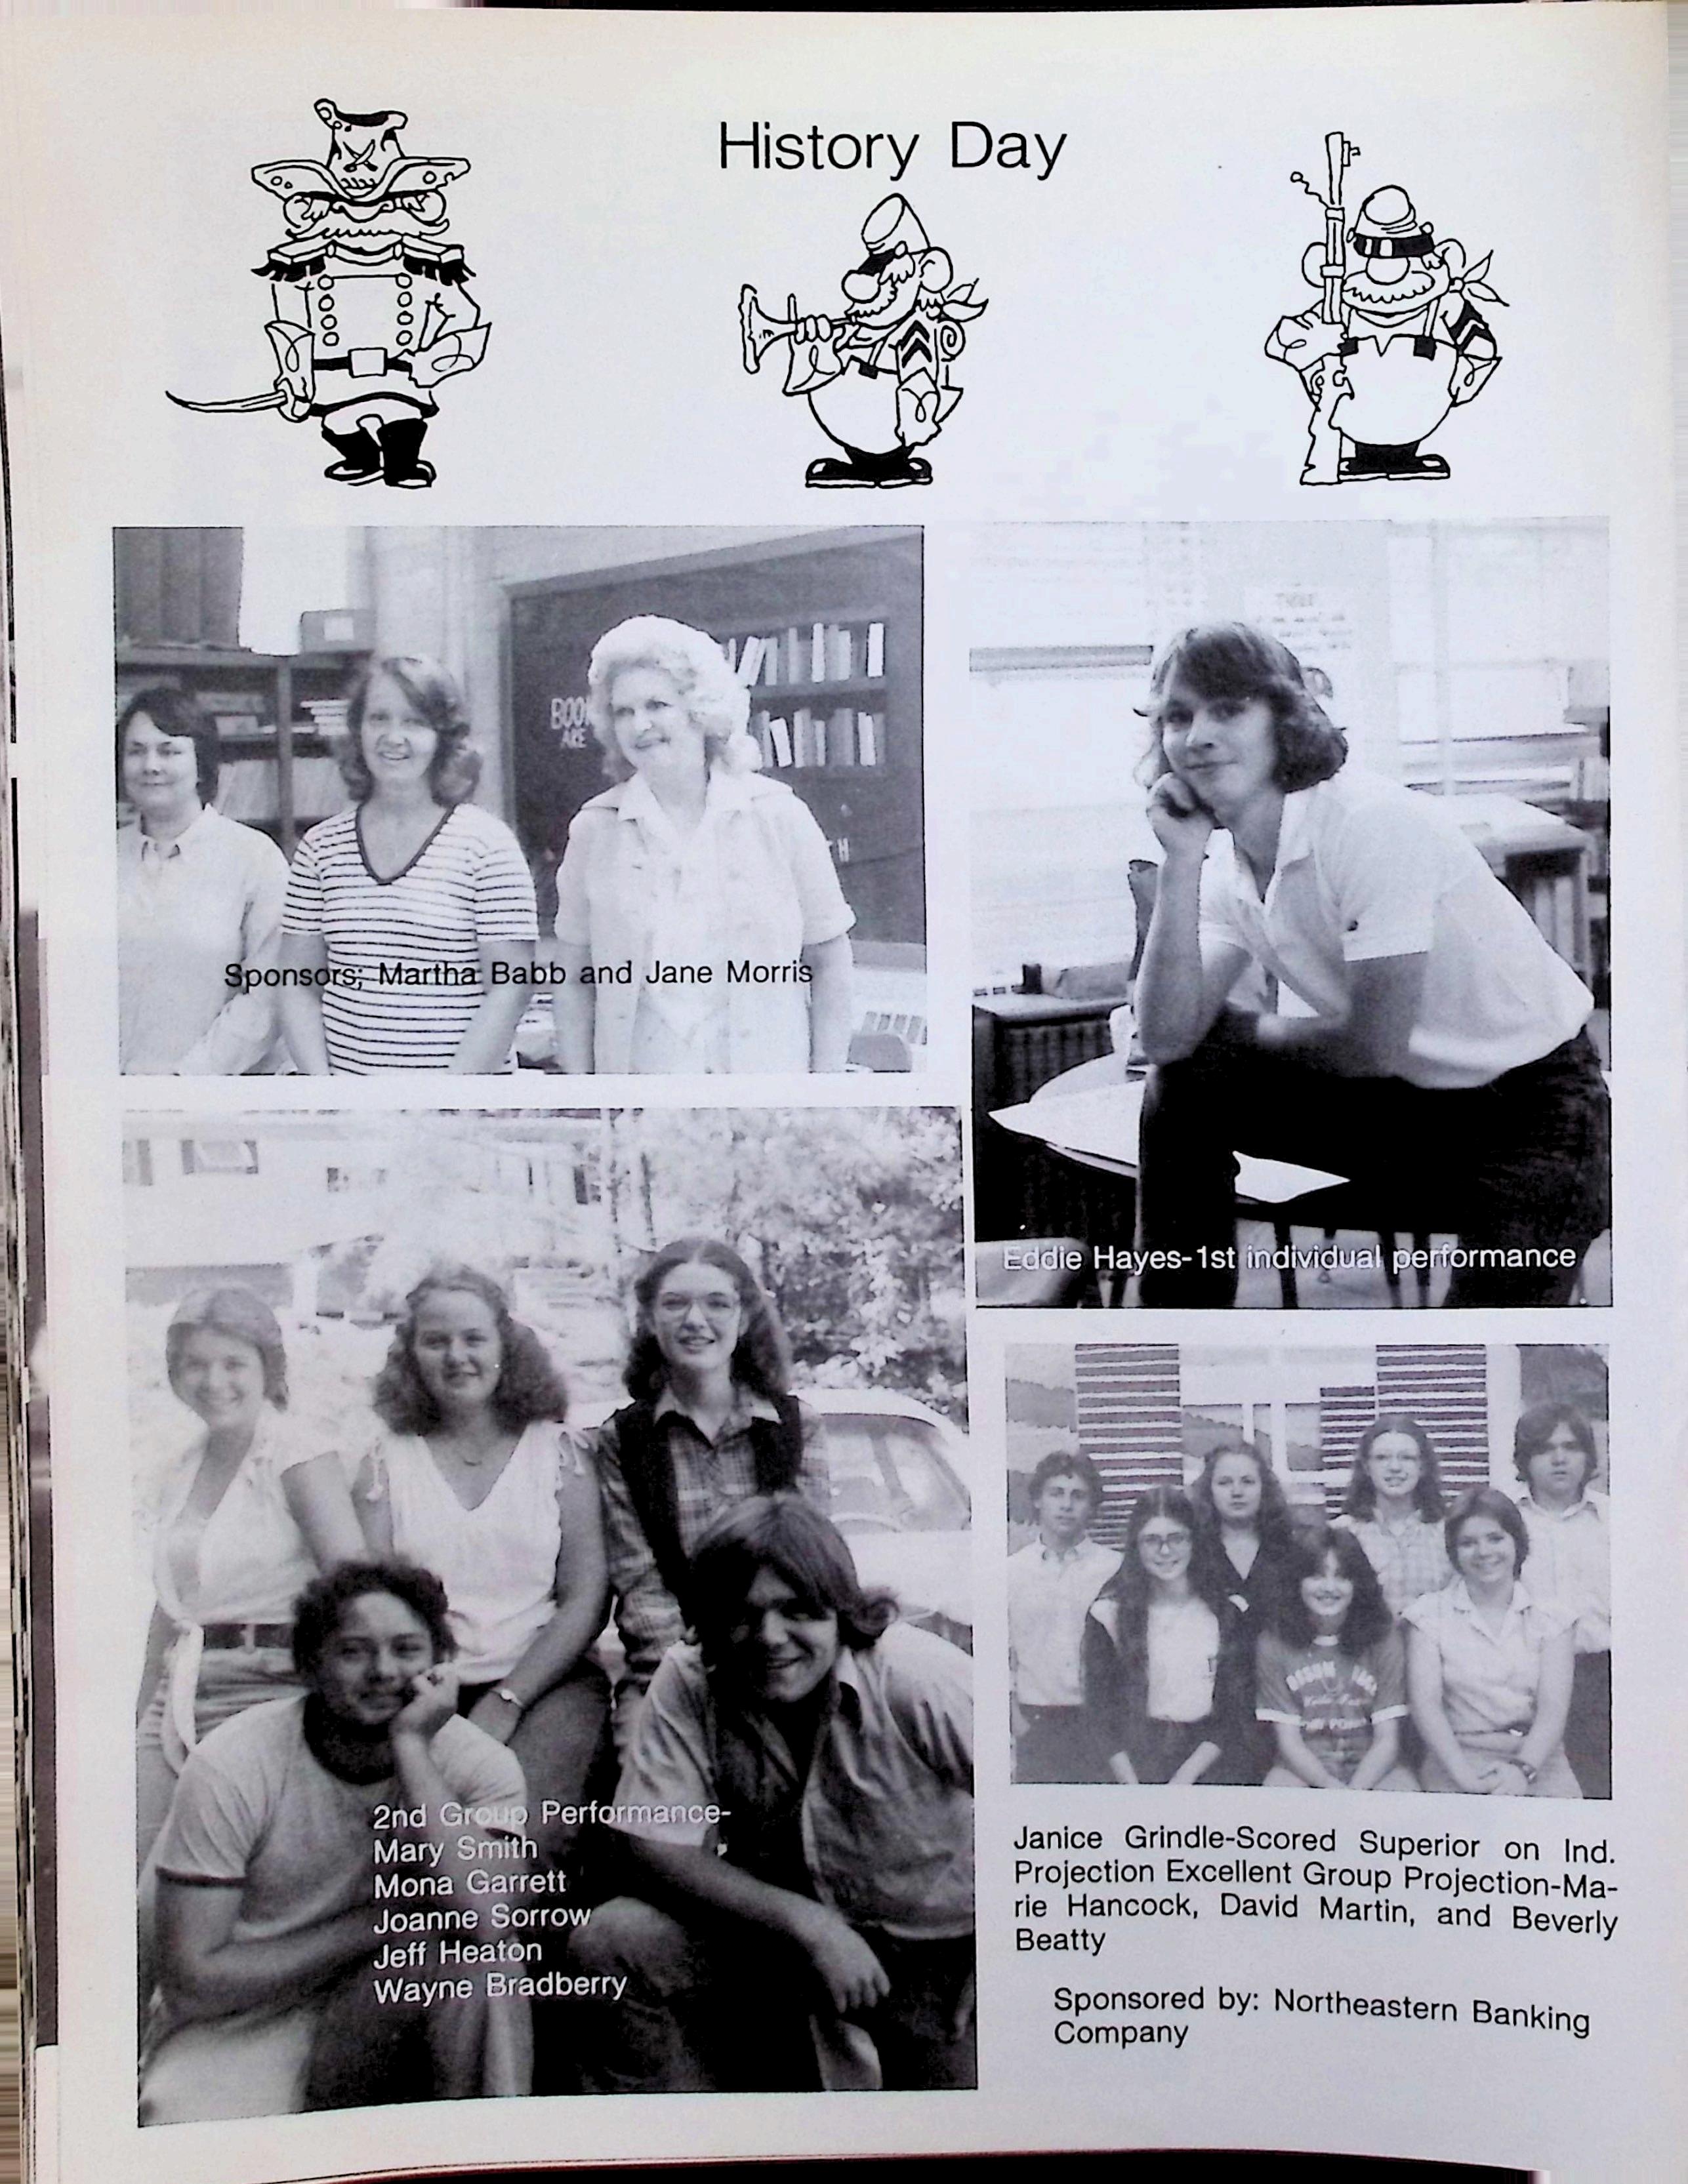 History Day
BOO
ARE
Sponsors; Martha Babb and Jane Morris
Eddie Hayes-1st individual performance
2nd Group Performance-
Mary Smith
Mona Garrett
Joanne Sorrow
Jeff Heaton
Wayne Bradberry
Janice Grindle-Scored Superior on Ind.
Projection Excellent Group Projection-Ma-
rie Hancock, David Martin, and Beverly
Beatty
Sponsored by: Northeastern Banking
Company